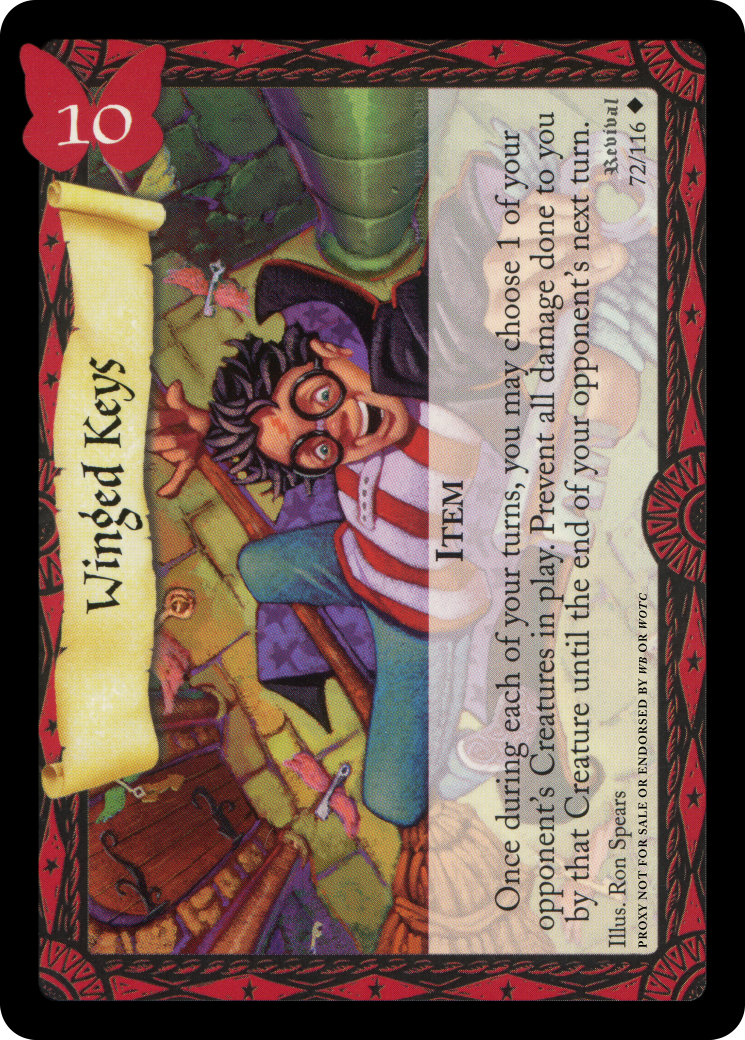 10
Winged Keys
ITEM
Once during each of your turns, you may choose 1 of your
opponent's Creatures in play. Prevent all damage done to you
by that Creature until the end of your opponent's next turn.
Illus. Ron Spears
Revival
72/116 ◆
PROXY NOT FOR SALE OR ENDORSED BY WB OR WOTC